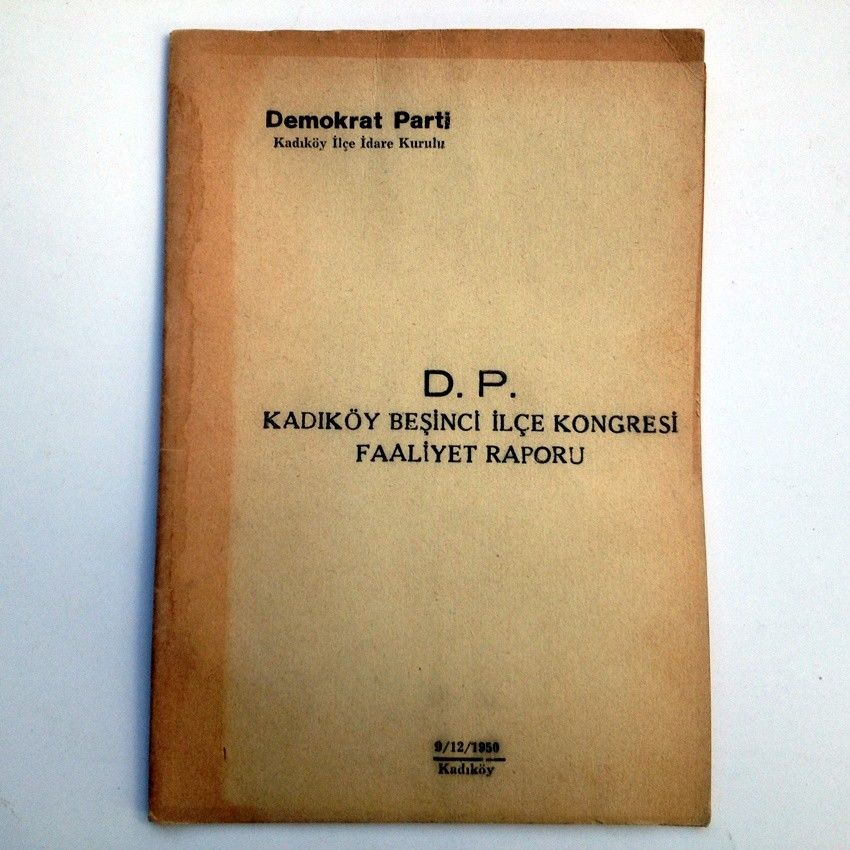 Demokrat Parti
Kadıköy İlçe İdare Kurulu
D. P.
KADIKÖY BEŞİNCİ İLÇE KONGRESİ
FAALİYET RAPORU
9/12/1950
Kadıköy